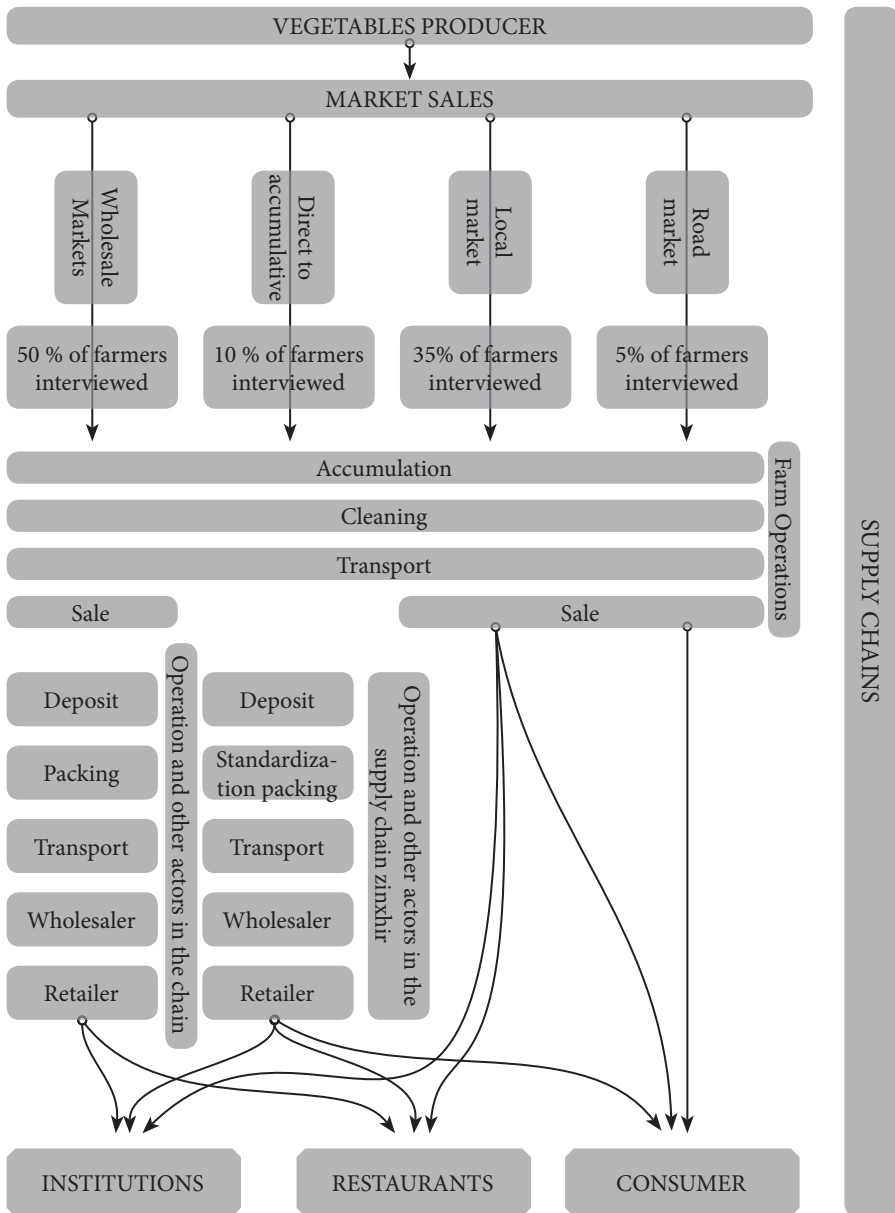 VEGETABLES PRODUCER
MARKET SALES
Wholesale
Markets
Direct to
accumulative
Local
market
Road
market
50 % of farmers
interviewed
10 % of farmers
interviewed
35% of farmers
interviewed
5% of farmers
interviewed
Accumulation
Cleaning
Transport
Sale
Sale
Farm Operations
Deposit
Packing
Transport
Wholesaler
Retailer
Operation and other actors in the chain
Deposit
Standardiza-
tion packing
Transport
Wholesaler
Retailer
Operation and other actors in the
supply chain zinxhir
INSTITUTIONS
RESTAURANTS
CONSUMER
SUPPLY CHAINS